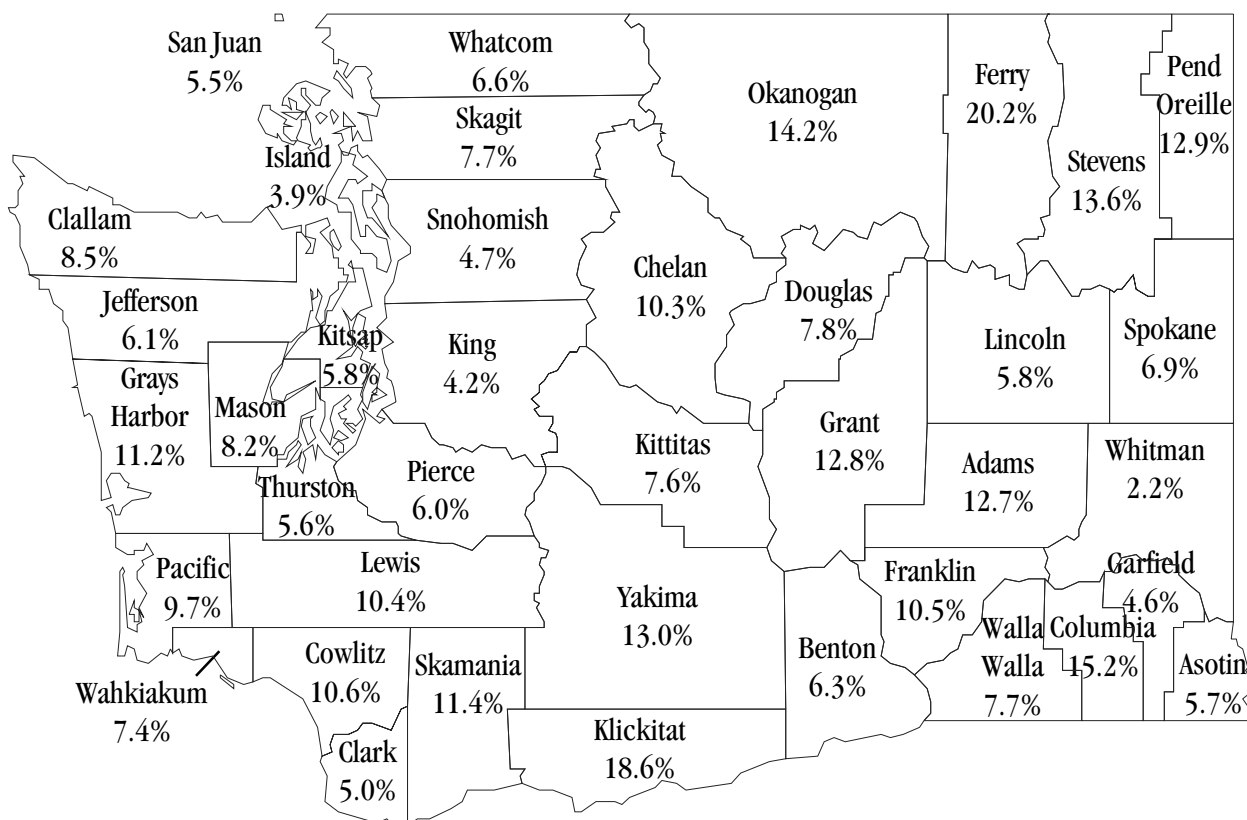 San Juan
5.5%
Whatcom
6.6%
Skagit
7.7%
Island
3.9%
Snohomish
4.7%
Okanogan
14.2%
Ferry
20.2%
Stevens
13.6%
Pend
Oreille
12.9%
Clallam
8.5%
Jefferson
6.1%
Kitsap
5.8%
King
4.2%
Chelan
10.3%
Douglas
7.8%
Lincoln
5.8%
Spokane
6.9%
Grays
Harbor
11.2%
Mason
8.2%
Thurston
5.6%
Pierce
6.0%
Kittitas
7.6%
Grant
12.8%
Adams
12.7%
Whitman
2.2%
Pacific
9.7%
Lewis
10.4%
Yakima
13.0%
Franklin
10.5%
Garfield
4.6%
Wahkiakum
7.4%
Cowlitz
10.6%
Skamania
11.4%
Benton
6.3%
Walla
Walla
7.7%
Columbia
15.2%
Asotin
5.7%
Clark
5.0%
Klickitat
18.6%